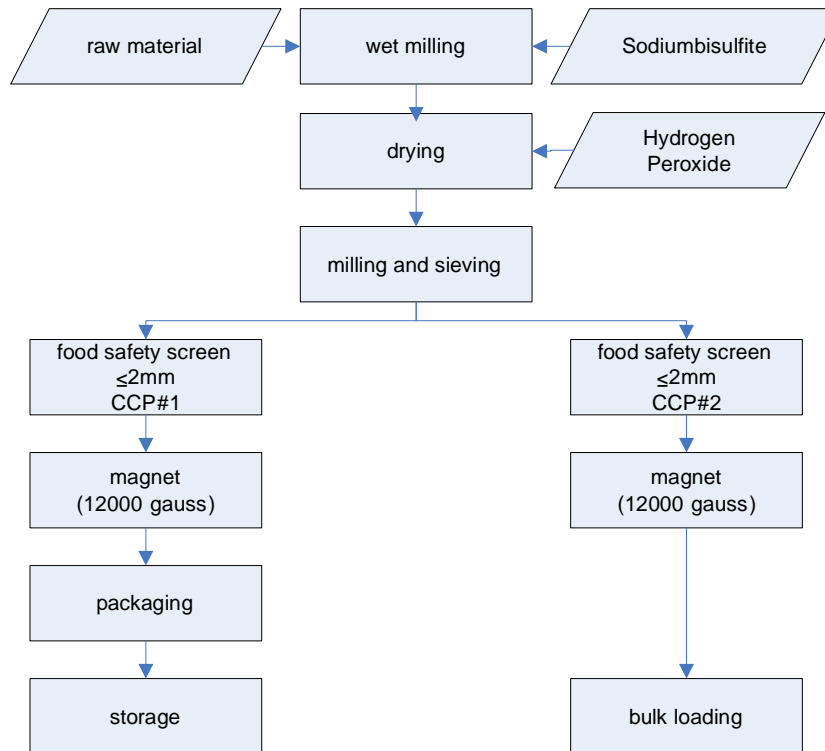 raw material
wet milling
Sodiumbisulfite
drying
Hydrogen
Peroxide
milling and sieving
food safety screen
≤2mm
CCP#1
food safety screen
≤2mm
CCP#2
magnet
(12000 gauss)
magnet
(12000 gauss)
packaging
storage
bulk loading